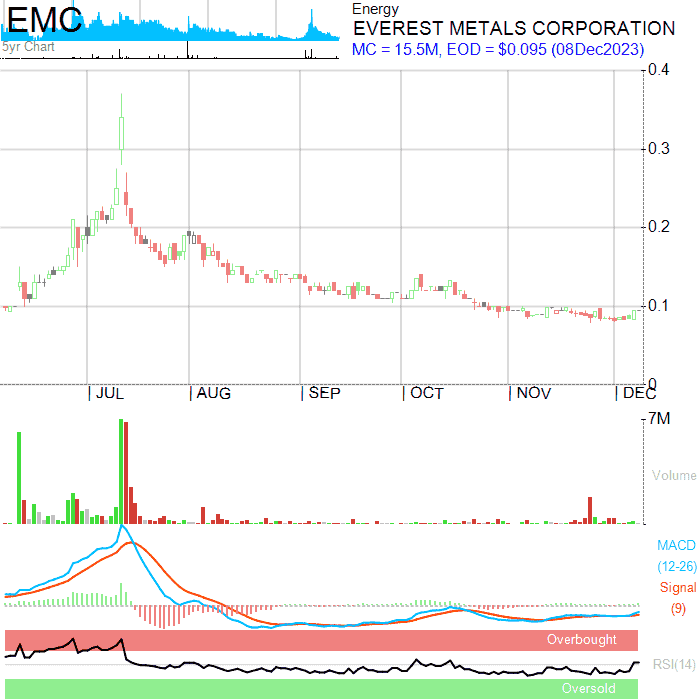 EMC
5yr Chart
Energy
EVEREST METALS CORPORATION
MC = 15.5M, EOD = $0.095 (08Dec2023)
0.4
0.3
0.2
0.1
0
JUL AUG SEP OCT NOV DEC
7M
Volume
MACD
(12-26)
Signal
(9)
Overbought
RSI(14)
Oversold